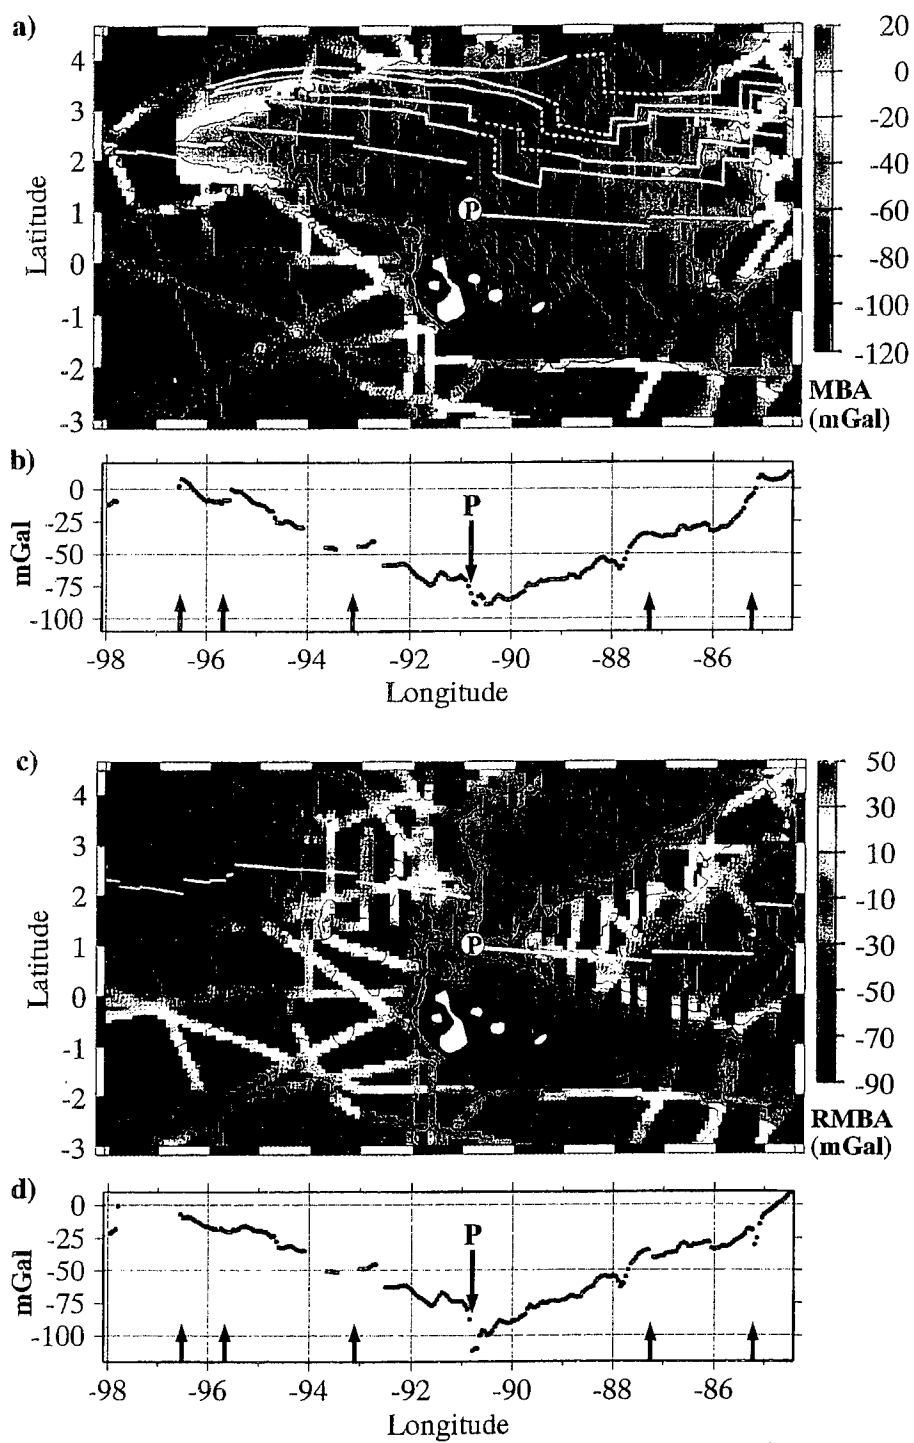 a)
4
3
2
1
0
-1
-2
-3
Latitude
P
20
0
-20
-40
-60
-80
-100
-120
MBA
(mGal)
b)
0
-25
-50
-75
-100
mGal
P
-98 -96 -94 -92 -90 -88 -86
Longitude
c)
4
3
2
1
0
-1
-2
-3
Latitude
P
50
30
10
-10
-30
-50
-70
-90
RMBA
(mGal)
d)
0
-25
-50
-75
-100
mGal
P
-98 -96 -94 -92 -90 -88 -86
Longitude